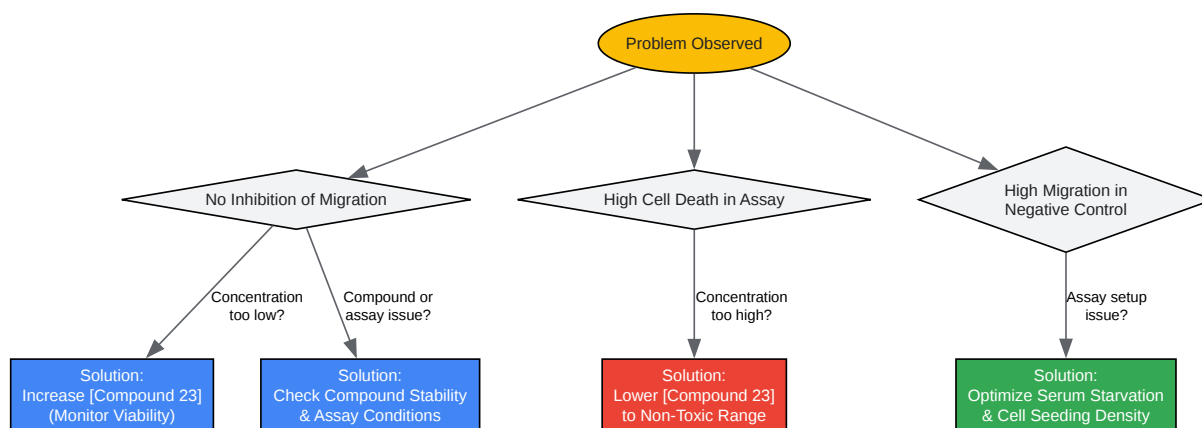 Problem Observed
No Inhibition of Migration
High Cell Death in Assay
High Migration in
Negative Control
Concentration
too low?
Compound or
assay issue?
Concentration
too high?
Assay setup
issue?
Solution:
Increase [Compound 23]
(Monitor Viability)
Solution:
Check Compound Stability
& Assay Conditions
Solution:
Lower [Compound 23]
to Non-Toxic Range
Solution:
Optimize Serum Starvation
& Cell Seeding Density